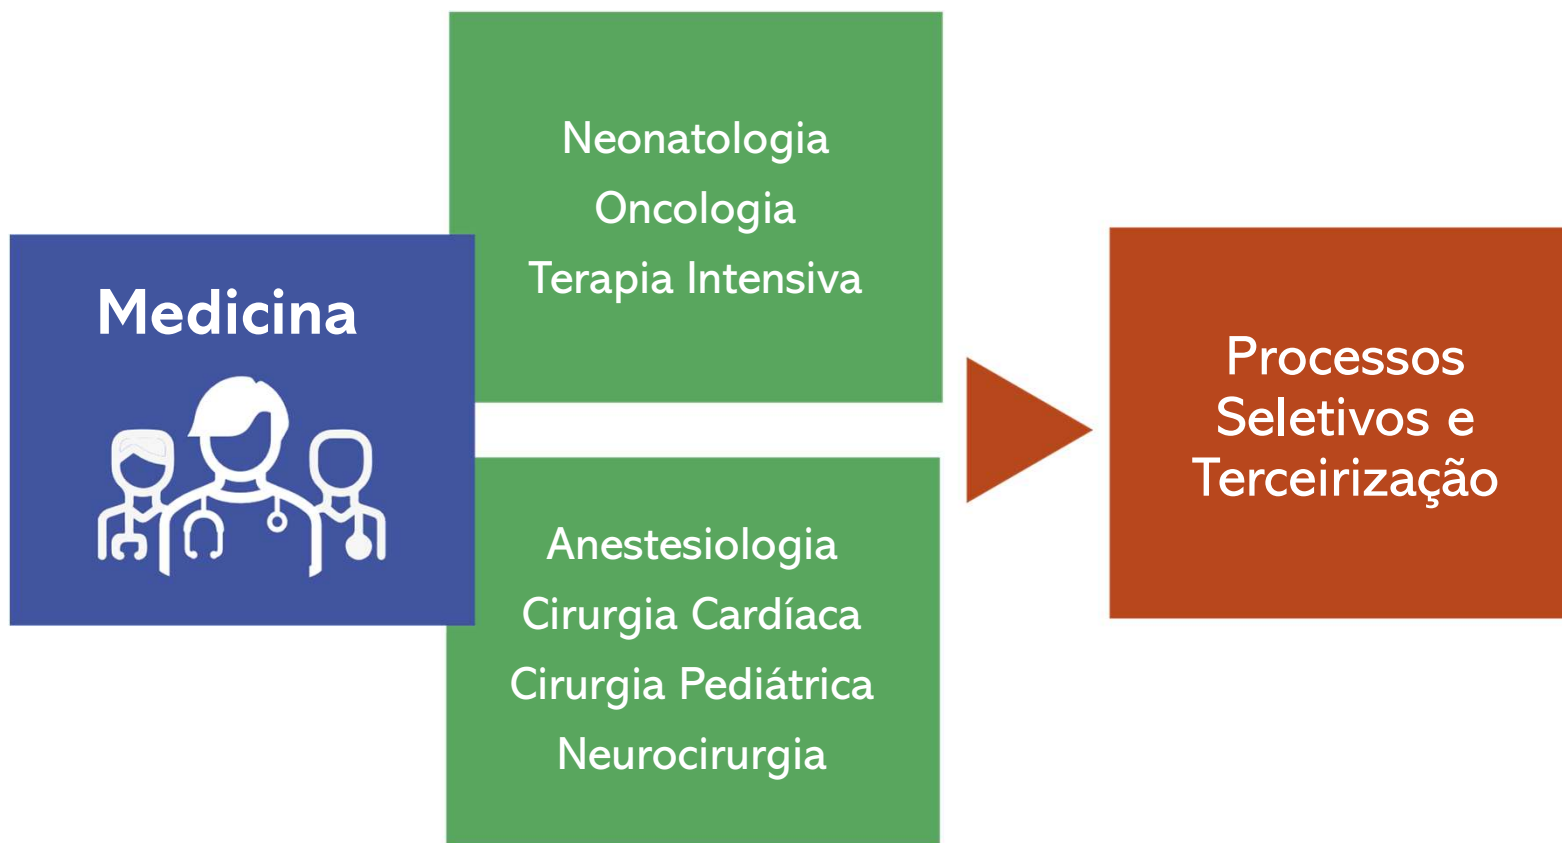 Medicina
Neonatologia
Oncologia
Terapia Intensiva
Anestesiologia
Cirurgia Cardíaca
Cirurgia Pediátrica
Neurocirurgia
Processos
Seletivos e
Terceirização